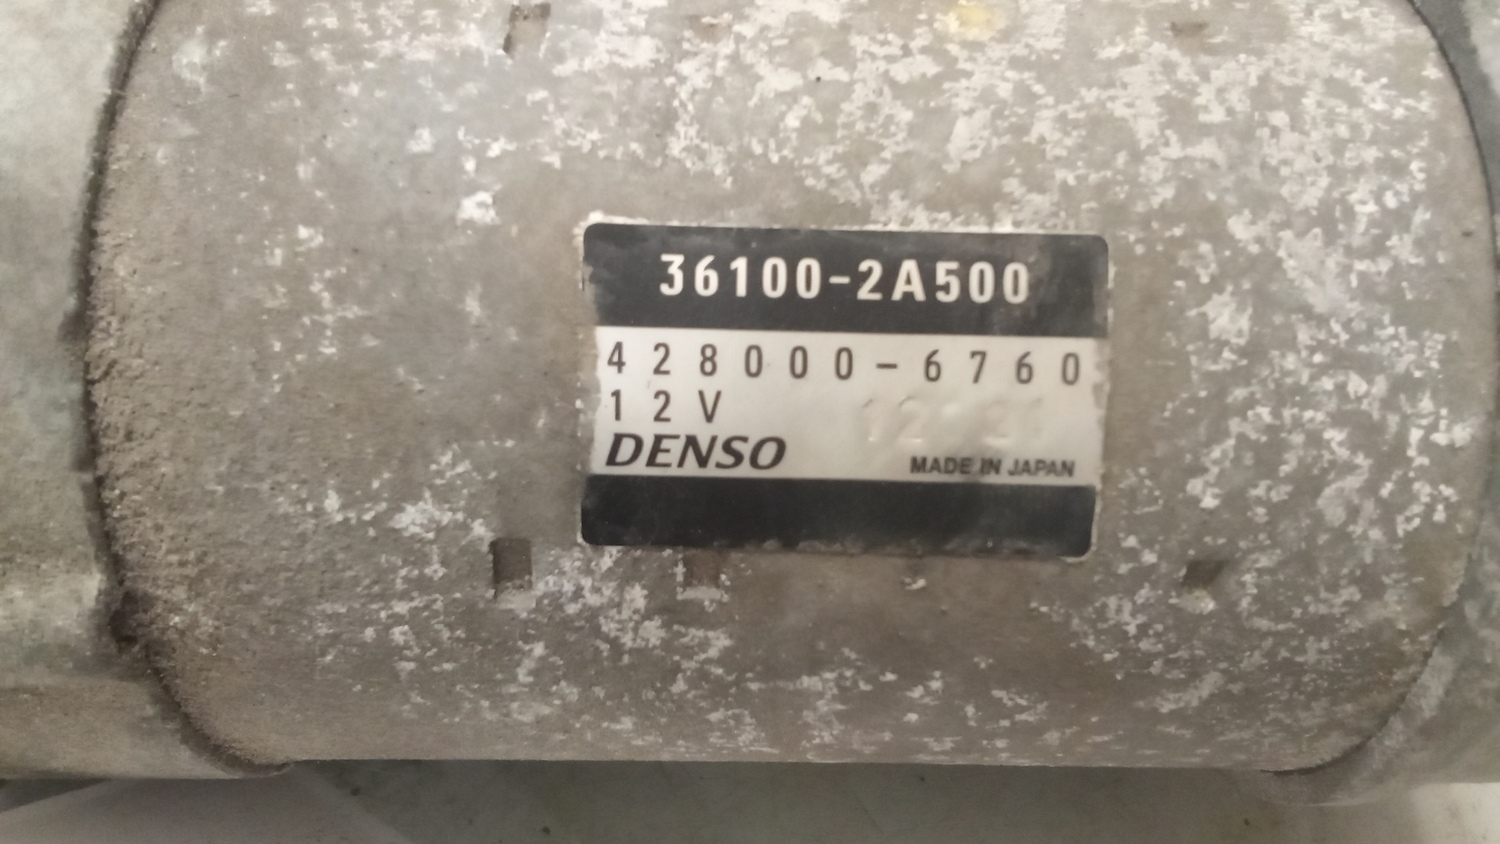 36100-2A500
428000-6760
12V
DENSO
MADE IN JAPAN